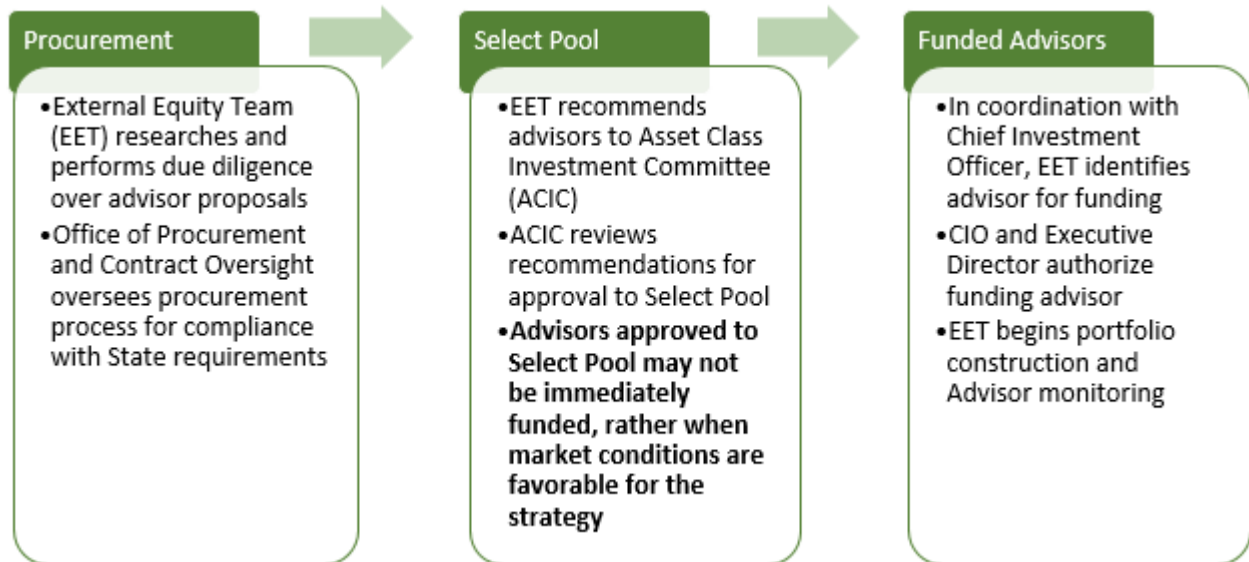 Procurement
•External Equity Team
(EET) researches and
performs due diligence
over advisor proposals
•Office of Procurement
and Contract Oversight
oversees procurement
process for compliance
with State requirements
Select Pool
•EET recommends
advisors to Asset Class
Investment Committee
(ACIC)
•ACIC reviews
recommendations for
approval to Select Pool
•Advisors approved to
Select Pool may not
be immediately
funded, rather when
market conditions are
favorable for the
strategy
Funded Advisors
•In coordination with
Chief Investment
Officer, EET identifies
advisor for funding
•CIO and Executive
Director authorize
funding advisor
•EET begins portfolio
construction and
Advisor monitoring